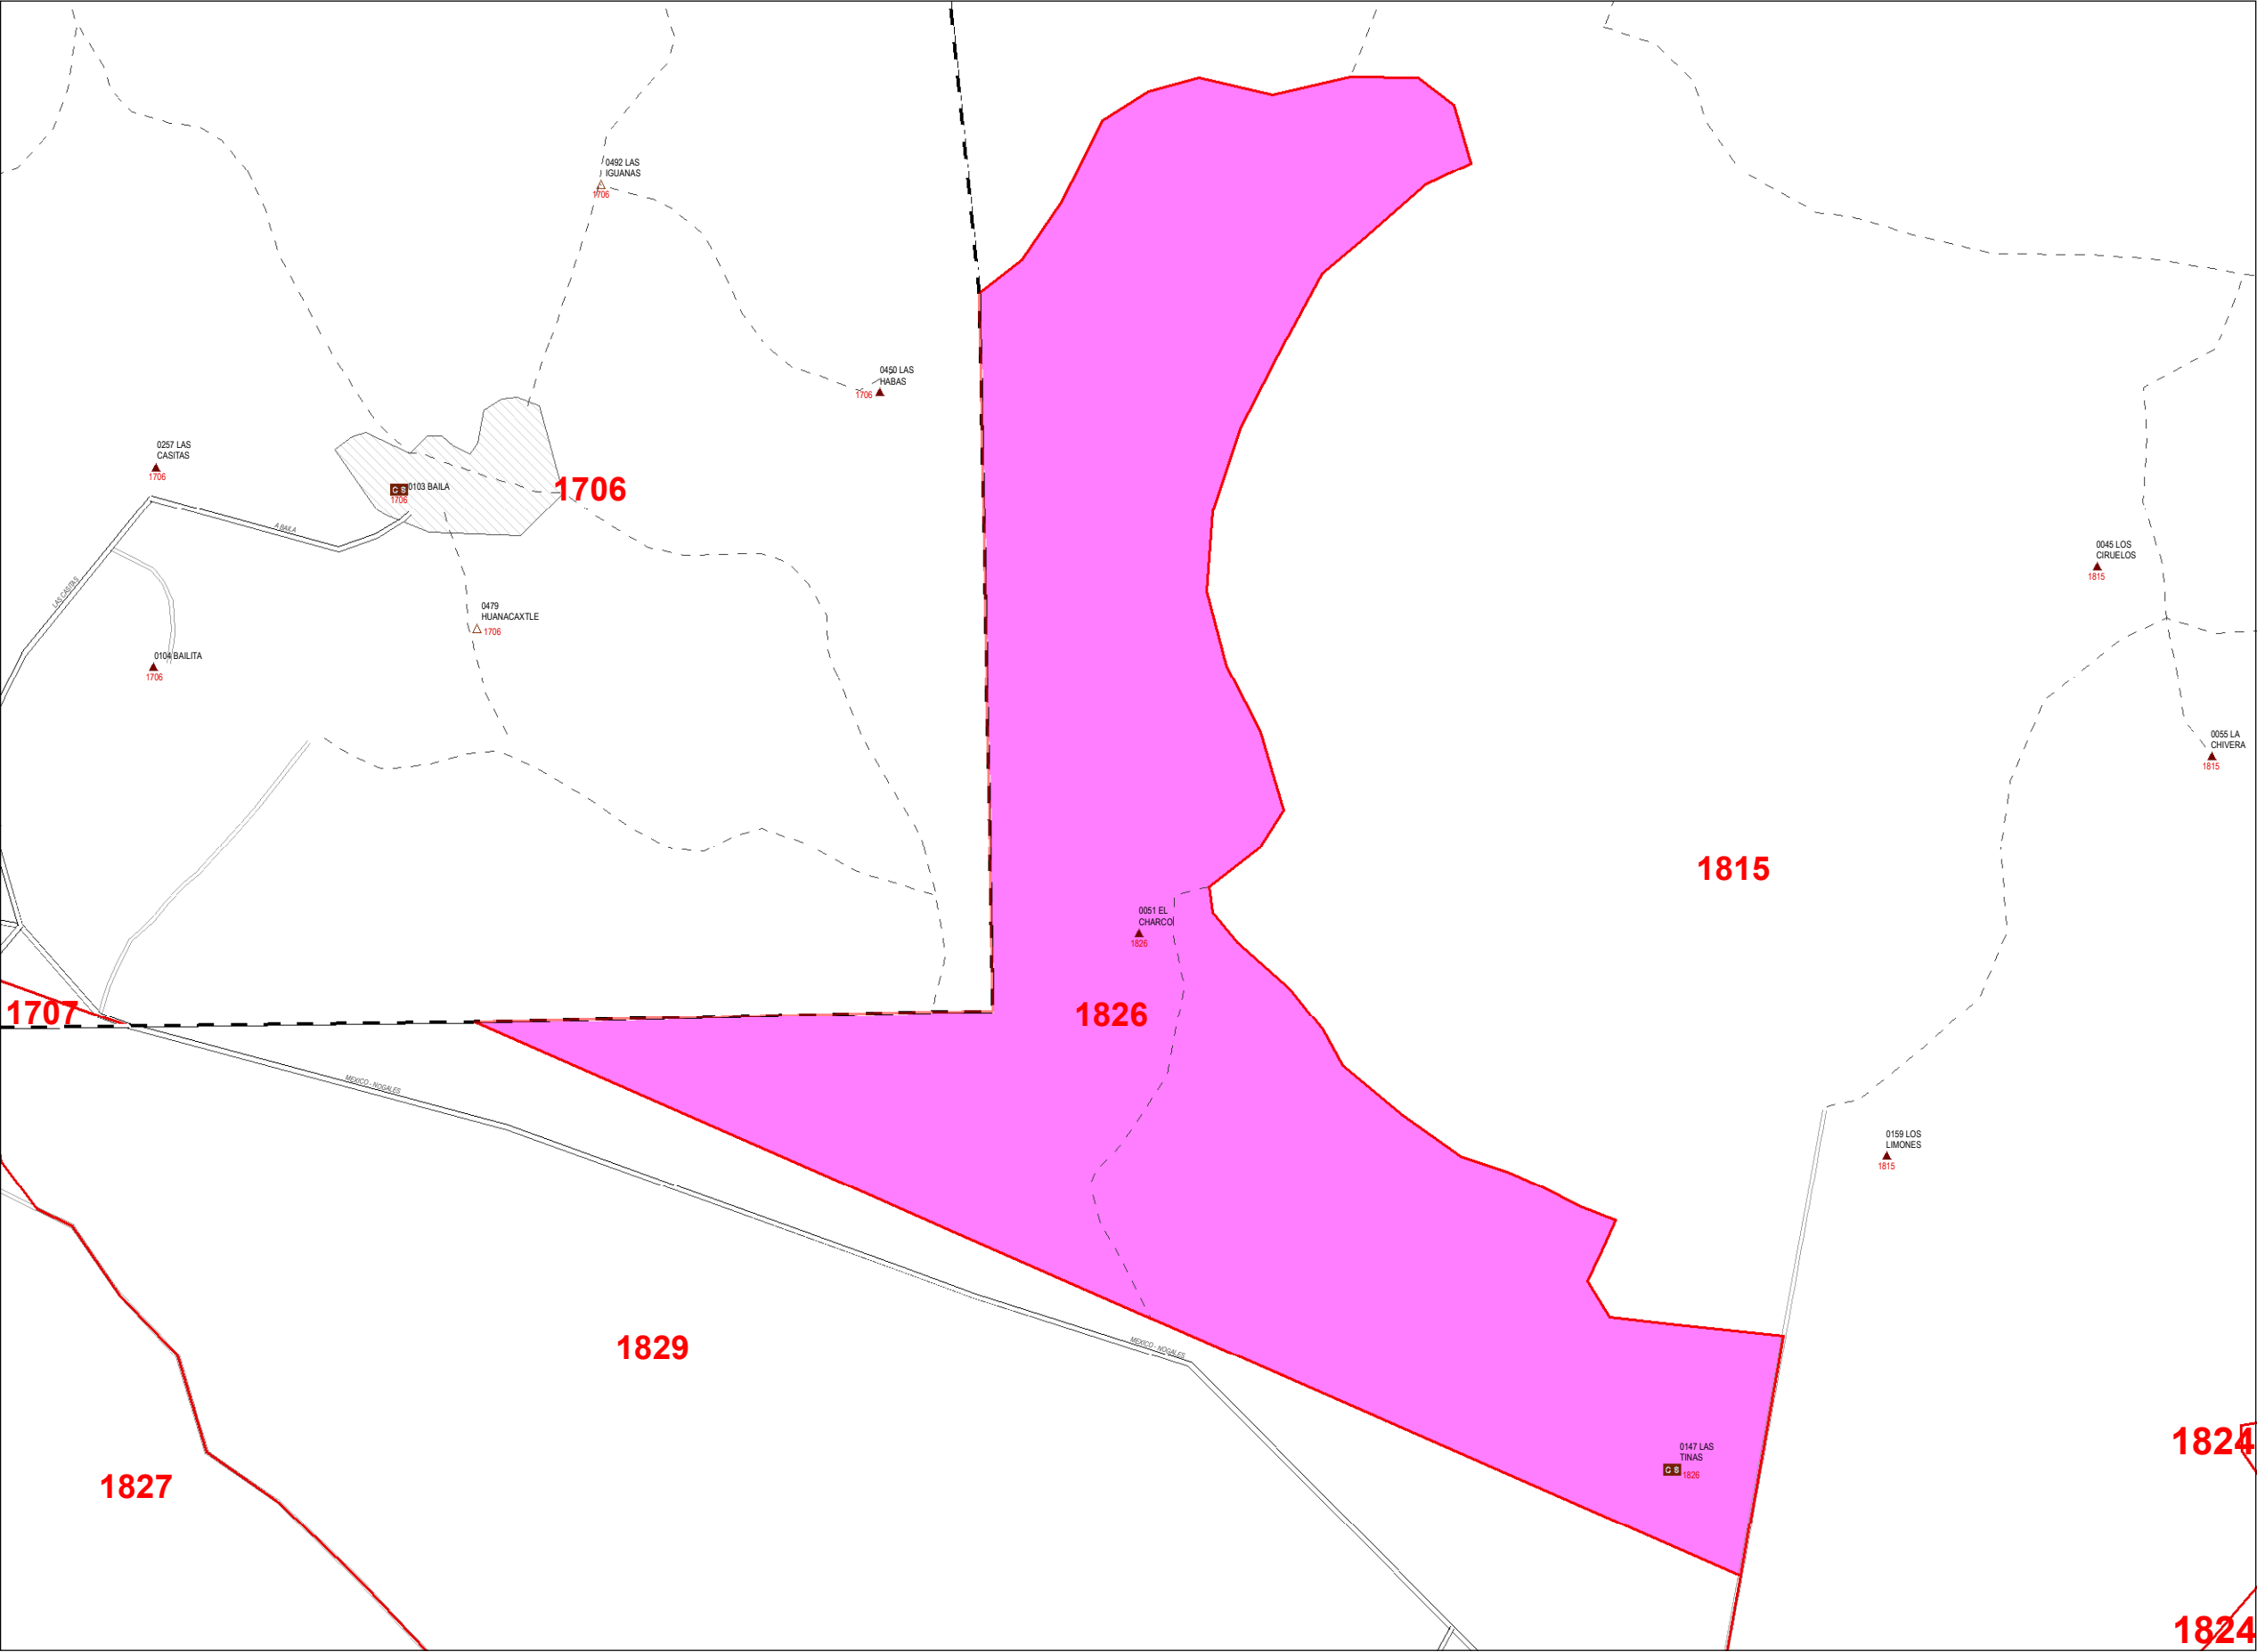 0492 LAS
IGUANAS
1706
0450 LAS
HABAS
1706
0257 LAS
CASITAS
1706
C S
0103 BAILA
1706
1706
A BAILA
0045 LOS
CIRUELOS
1815
LAS CASITAS
0479
HUANACAXTLE
1706
0104 BAILITA
1706
0055 LA
CHIVERA
1815
1815
0051 EL
CHARCO
1826
1707
1826
MEXICO - NOGALES
0159 LOS
LIMONES
1815
1829
MEXICO - NOGALES
1824
0147 LAS
TINAS
C S
1826
1827
1824